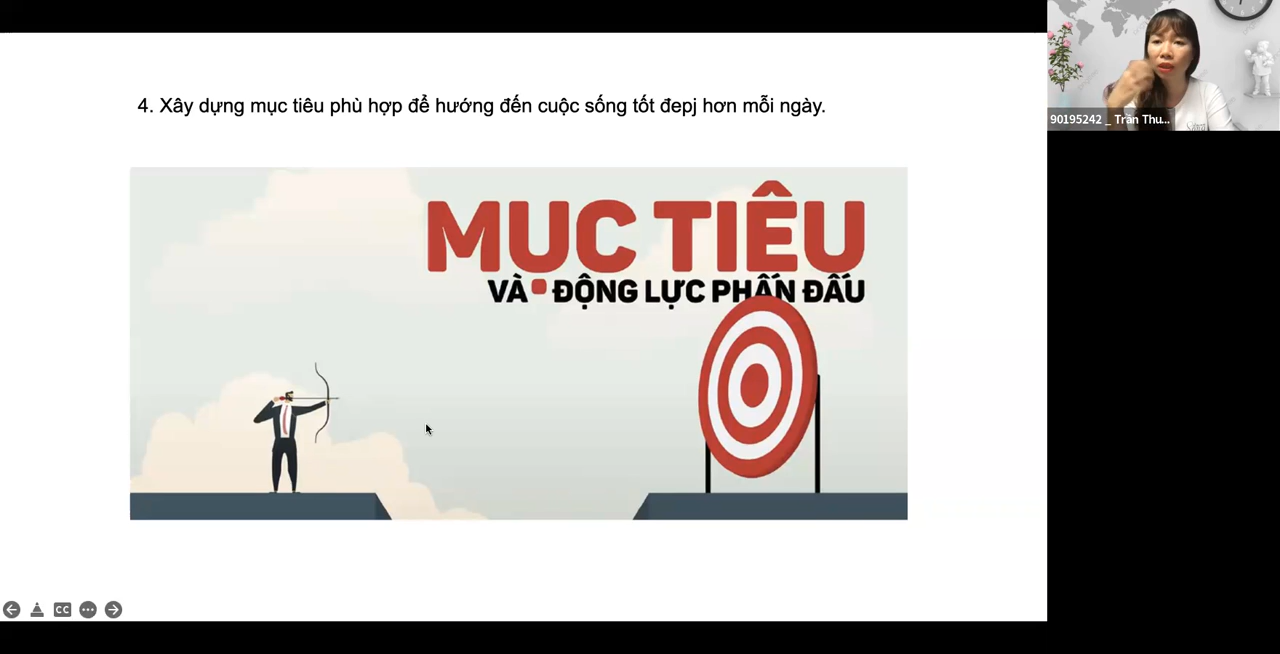 4. Xây dựng mục tiêu phù hợp để hướng đến cuộc sống tốt đepj hơn mỗi ngày.
MỤC TIÊU
VÀ ĐỘNG LỰC PHẤN ĐẤU
90195242 _ Trần Thu...
CC